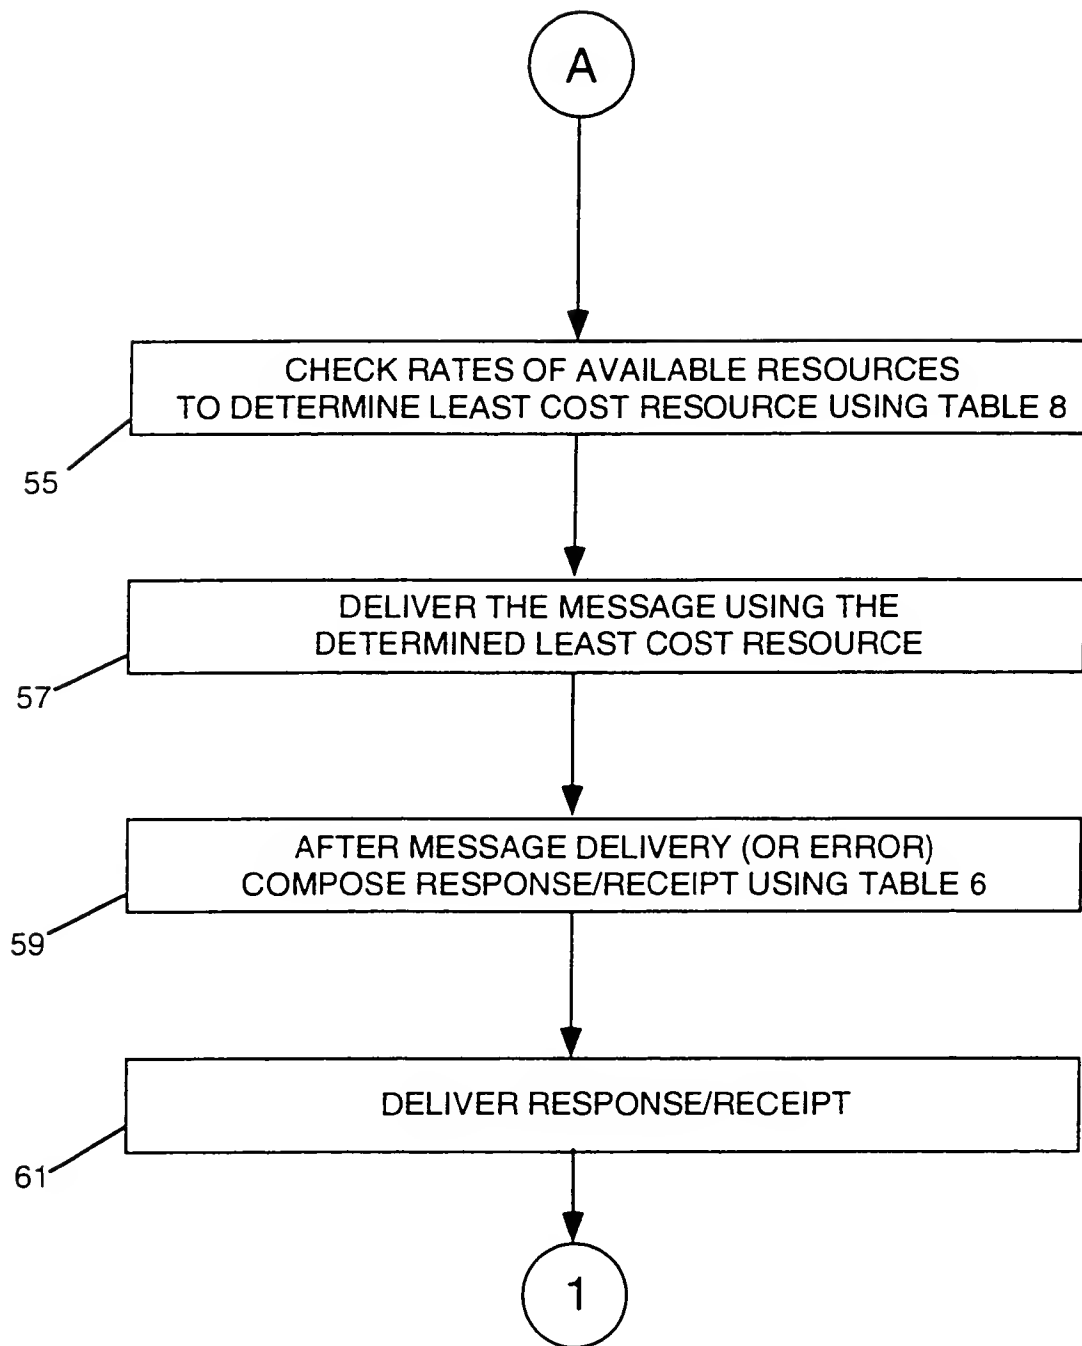 A
CHECK RATES OF AVAILABLE RESOURCES
TO DETERMINE LEAST COST RESOURCE USING TABLE 8
55
DELIVER THE MESSAGE USING THE
DETERMINED LEAST COST RESOURCE
57
AFTER MESSAGE DELIVERY (OR ERROR)
COMPOSE RESPONSE/RECEIPT USING TABLE 6
59
DELIVER RESPONSE/RECEIPT
61
1